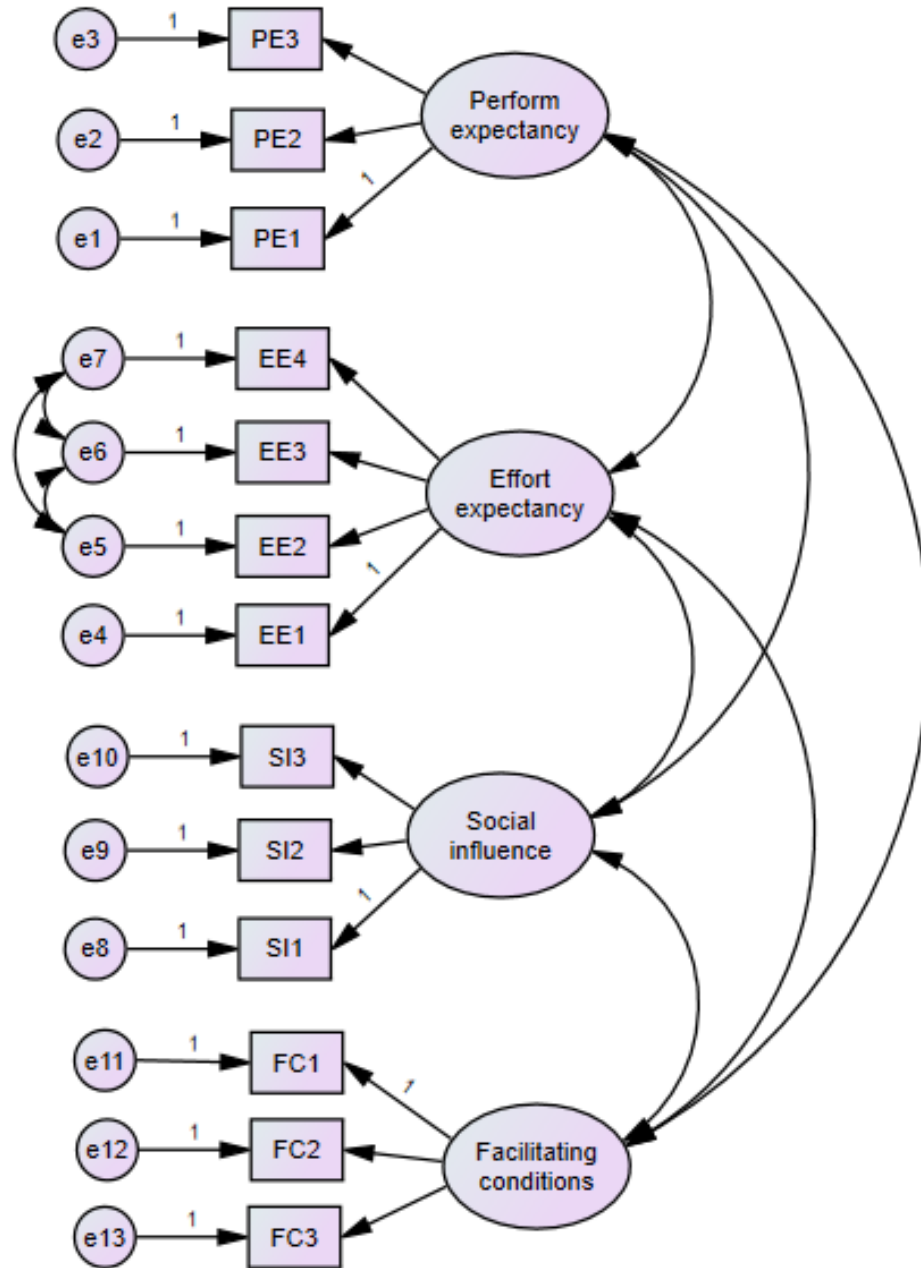 e3
1
PE3
Perform
expectancy
e2
1
PE2
1
e1
1
PE1
e7
1
EE4
e6
1
EE3
Effort
expectancy
e5
1
EE2
1
e4
1
EE1
e10
1
SI3
Social
influence
e9
1
SI2
1
e8
1
SI1
e11
1
FC1
1
e12
1
FC2
Facilitating
conditions
e13
1
FC3